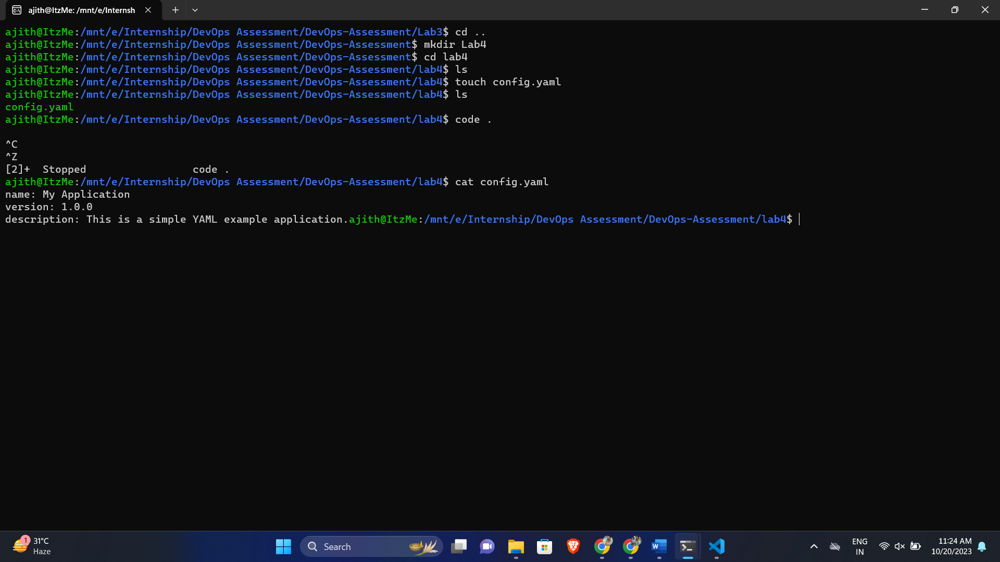 ajith@ItzMe: /mnt/e/Internsh
ajith@ItzMe:/mnt/e/Internship/DevOps Assessment/DevOps-Assessment/Lab3$ cd ..
ajith@ItzMe:/mnt/e/Internship/DevOps Assessment/DevOps-Assessment$ mkdir Lab4
ajith@ItzMe:/mnt/e/Internship/DevOps Assessment/DevOps-Assessment$ cd lab4
ajith@ItzMe:/mnt/e/Internship/DevOps Assessment/DevOps-Assessment/lab4$ ls
ajith@ItzMe:/mnt/e/Internship/DevOps Assessment/DevOps-Assessment/lab4$ touch config.yaml
ajith@ItzMe:/mnt/e/Internship/DevOps Assessment/DevOps-Assessment/lab4$ ls
config.yaml
ajith@ItzMe:/mnt/e/Internship/DevOps Assessment/DevOps-Assessment/lab4$ code .
^C
^Z
[2]+  Stopped                 code .
ajith@ItzMe:/mnt/e/Internship/DevOps Assessment/DevOps-Assessment/lab4$ cat config.yaml
name: My Application
version: 1.0.0
description: This is a simple YAML example application.ajith@ItzMe:/mnt/e/Internship/DevOps Assessment/DevOps-Assessment/lab4$
1
31°C
Haze
Search
W
ENG
IN
11:24 AM
10/20/2023